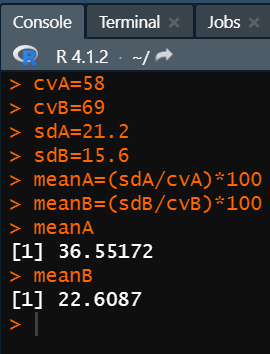 Console Terminal × Jobs ×
R R 4.1.2 · ~/
> cvA=58
> cvB=69
> sdA=21.2
> sdB=15.6
> meanA=(sdA/cvA)*100
> meanB=(sdB/cvB)*100
> meanA
[1] 36.55172
> meanB
[1] 22.6087
>